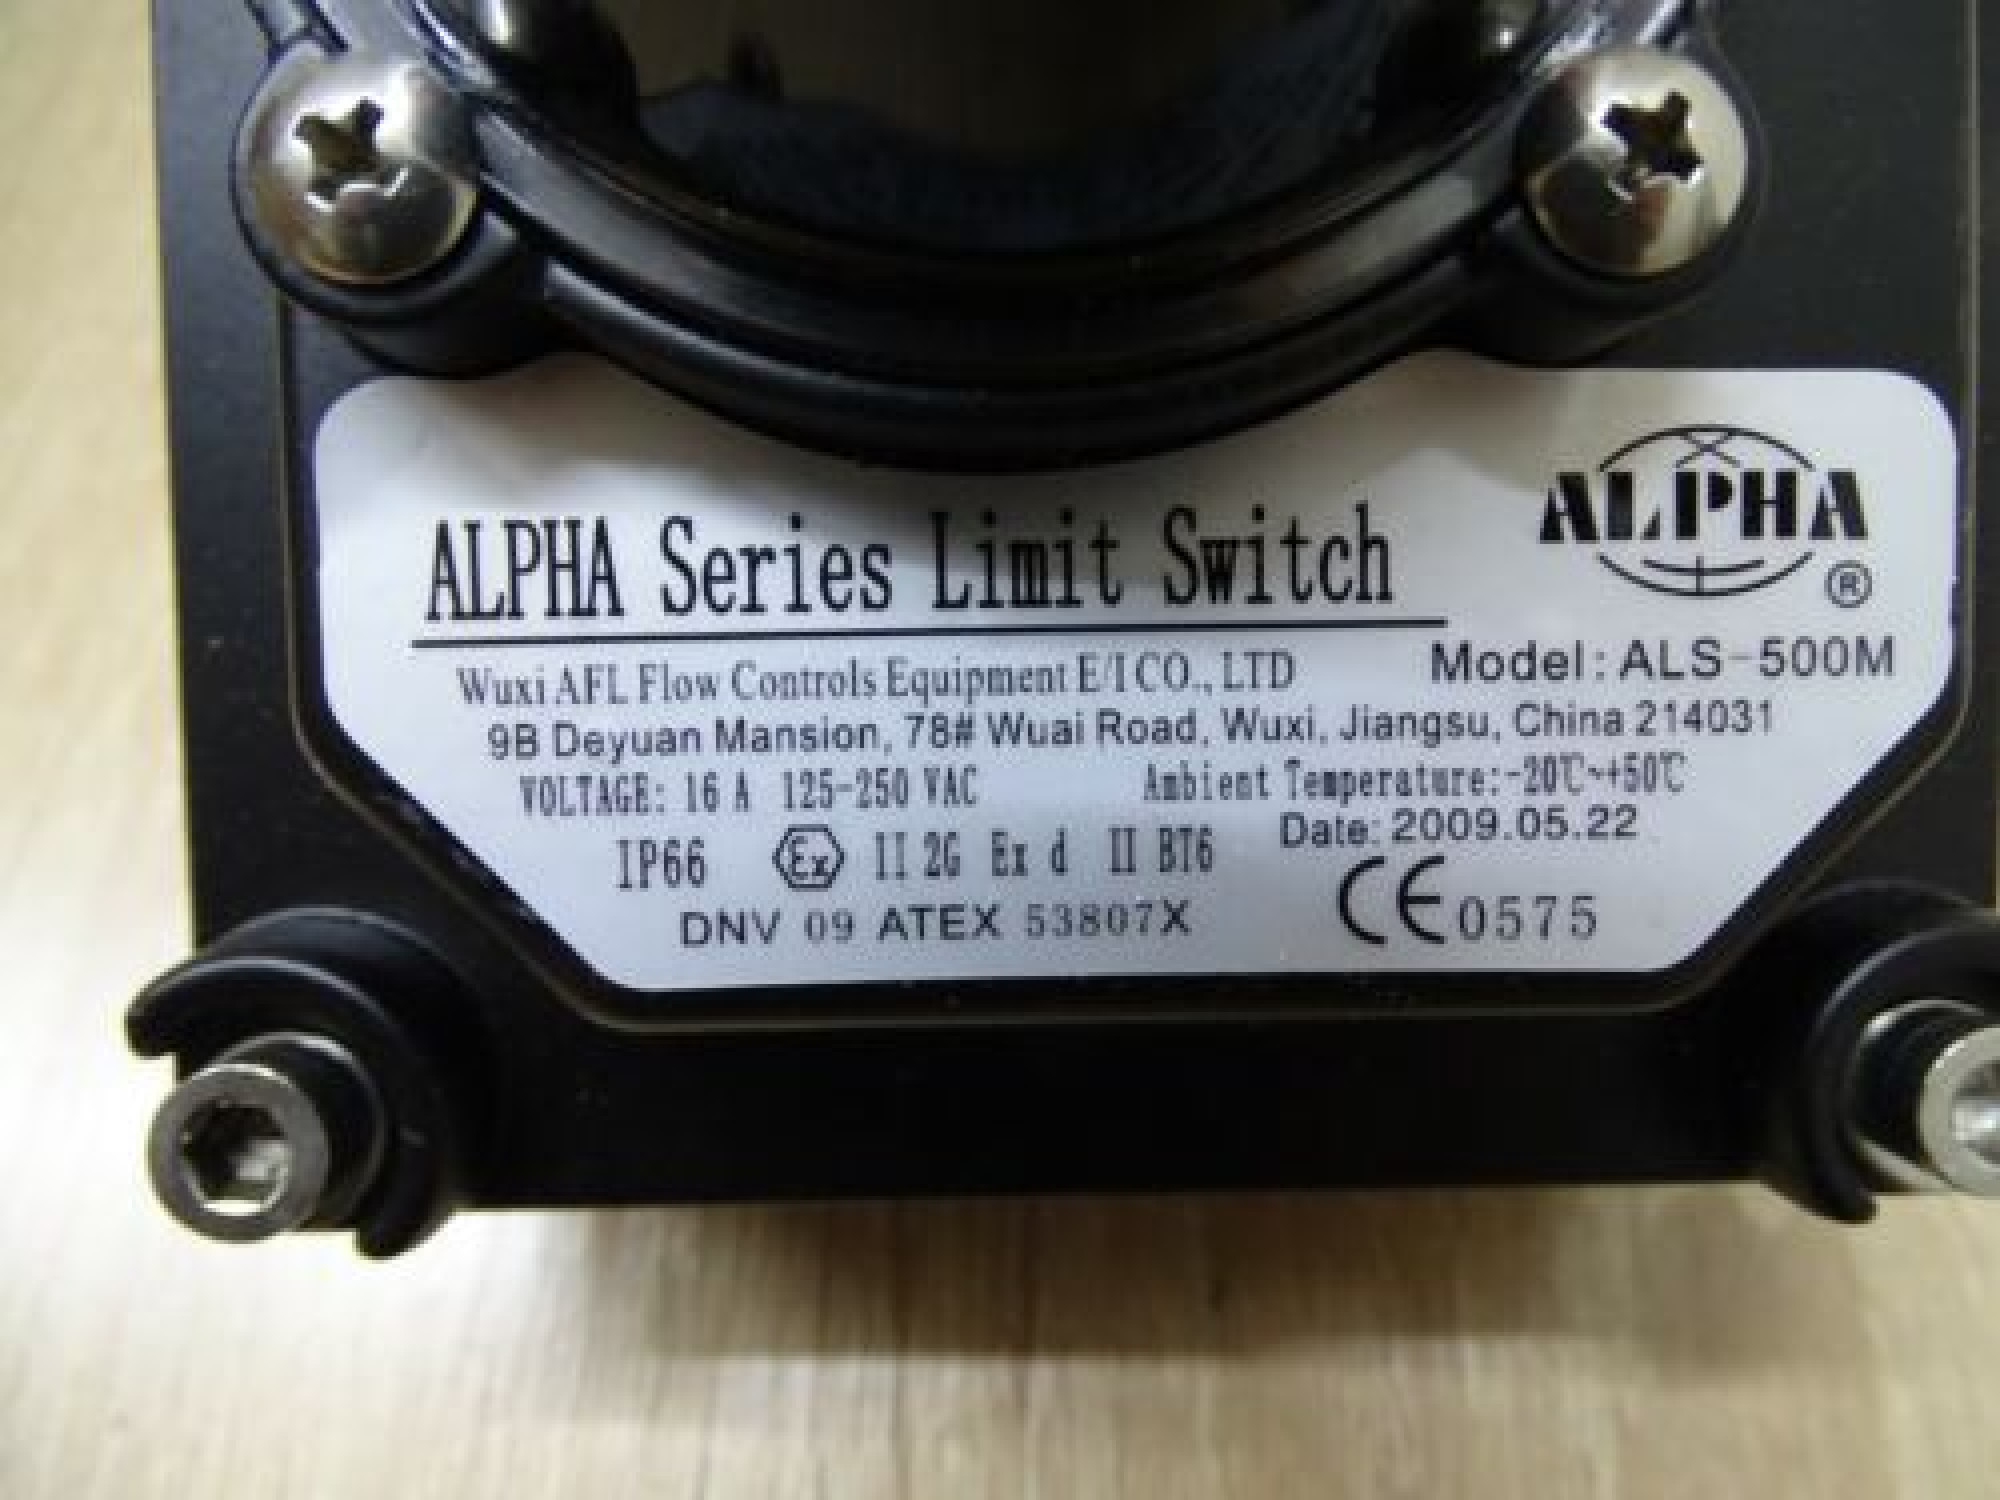 ALPHA
®
ALPHA Series Limit Switch
Model: ALS-500M
Wuxi AFL Flow Controls Equipment E/I CO., LTD
9B Deyuan Mansion, 78# Wuai Road, Wuxi, Jiangsu, China 214031
VOLTAGE: 16 A 125-250 VAC Ambient Temperature:-20℃~+50℃
Date: 2009.05.22
IP66 Ex II 2G Ex d II BT6
DNV 09 ATEX 53807X CE 0575